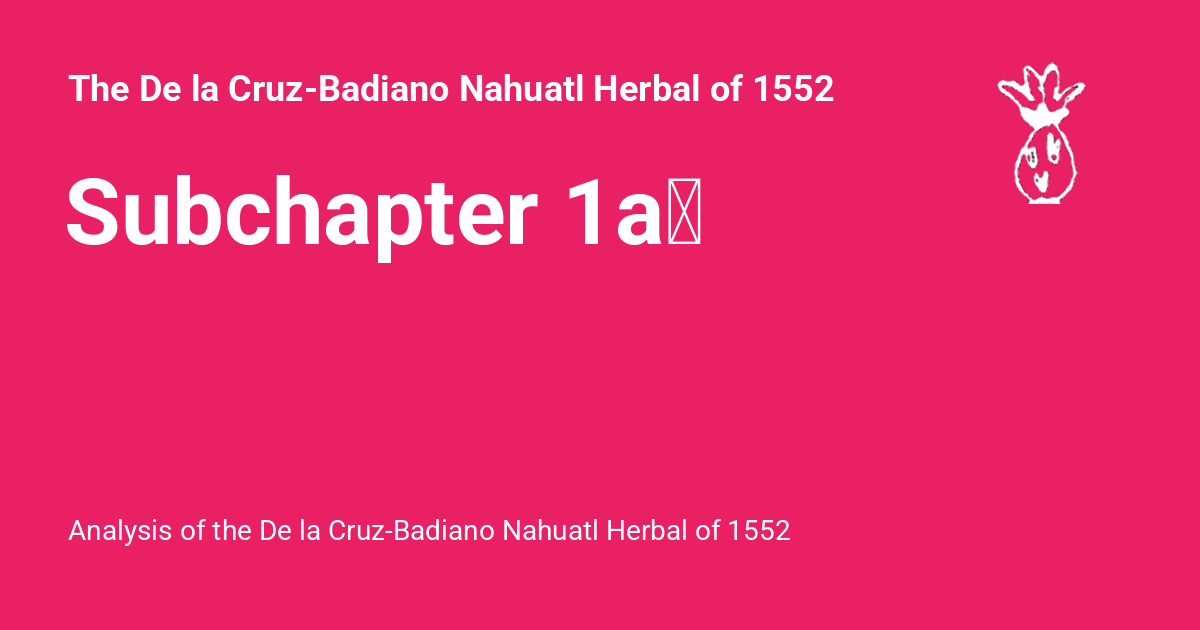 The De la Cruz-Badiano Nahuatl Herbal of 1552
Subchapter 1a
Analysis of the De la Cruz-Badiano Nahuatl Herbal of 1552